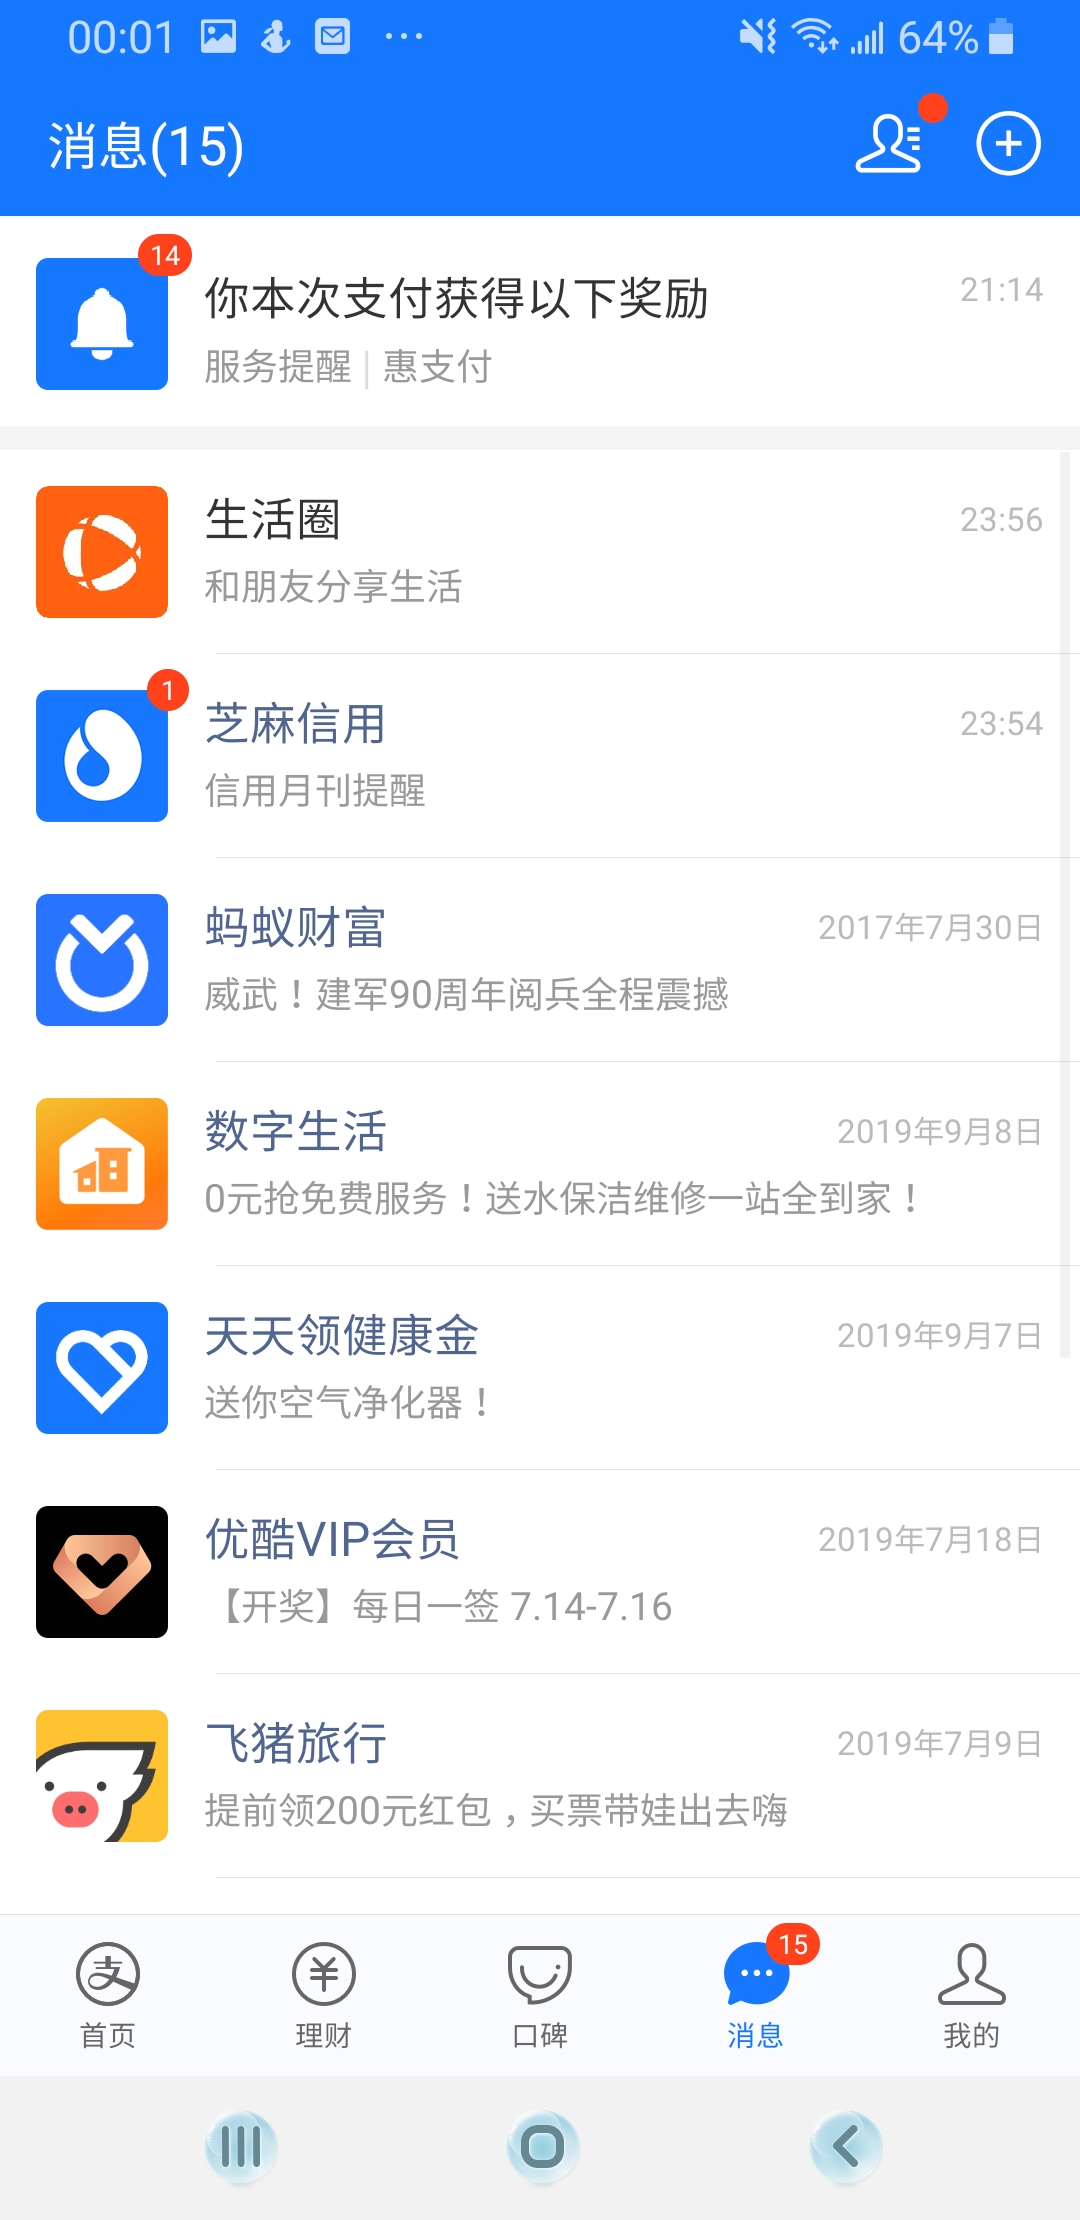 00:01 64%
消息(15)
14
你本次支付获得以下奖励 21:14
服务提醒 | 惠支付
生活圈 23:56
和朋友分享生活
1
芝麻信用 23:54
信用月刊提醒
蚂蚁财富 2017年7月30日
威武！建军90周年阅兵全程震撼
数字生活 2019年9月8日
0元抢免费服务！送水保洁维修一站全到家！
天天领健康金 2019年9月7日
送你空气净化器！
优酷VIP会员 2019年7月18日
【开奖】每日一签 7.14-7.16
飞猪旅行 2019年7月9日
提前领200元红包，买票带娃出去嗨
支 ¥ 15
首页 理财 口碑 消息 我的